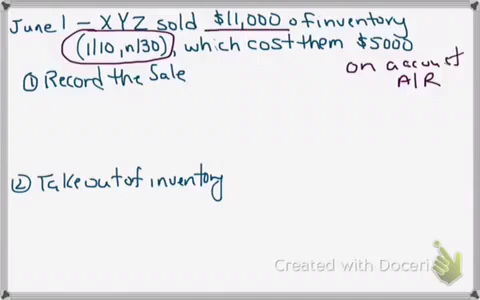 June 1 - XYZ sold $11,000 of inventory
(1/10, n/30), which cost them $5000
on account
A/R
① Record the Sale
② Take out of inventory
Created with Doceri